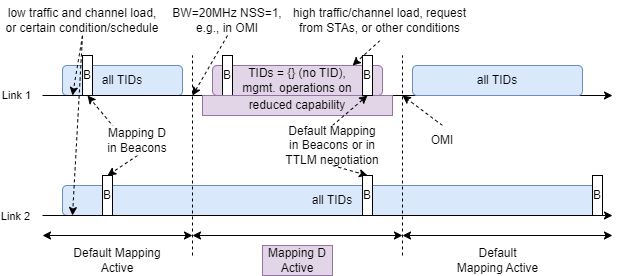 low traffic and channel load,
or certain condition/schedule
BW=20MHz NSS=1,
e.g., in OMI
high traffic/channel load, request
from STAs, or other conditions
Link 1
B
all TIDs
B
TIDs = {} (no TID),
mgmt. operations on
reduced capability
B
all TIDs
Mapping D
in Beacons
Default Mapping
in Beacons or in
TTLM negotiation
OMI
Link 2
B
all TIDs
B
B
Default Mapping
Active
Mapping D
Active
Default
Mapping Active